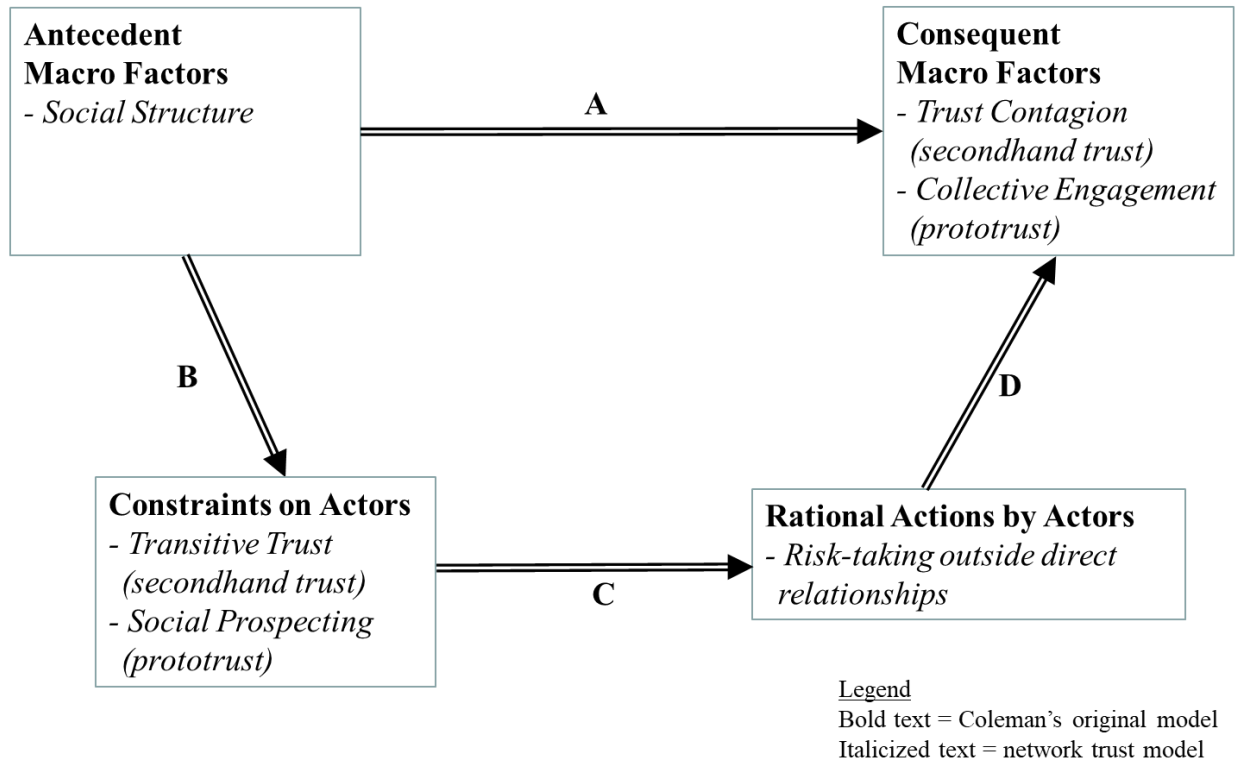 Antecedent
Macro Factors
- Social Structure
A
Consequent
Macro Factors
- Trust Contagion
(secondhand trust)
- Collective Engagement
(prototrust)
B
D
Constraints on Actors
- Transitive Trust
(secondhand trust)
- Social Prospecting
(prototrust)
C
Rational Actions by Actors
- Risk-taking outside direct
relationships
Legend
Bold text = Coleman’s original model
Italicized text = network trust model